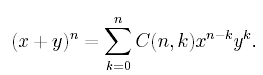 (x + y)^n = \sum_{k=0}^{n} C(n, k) x^{n-k} y^k.